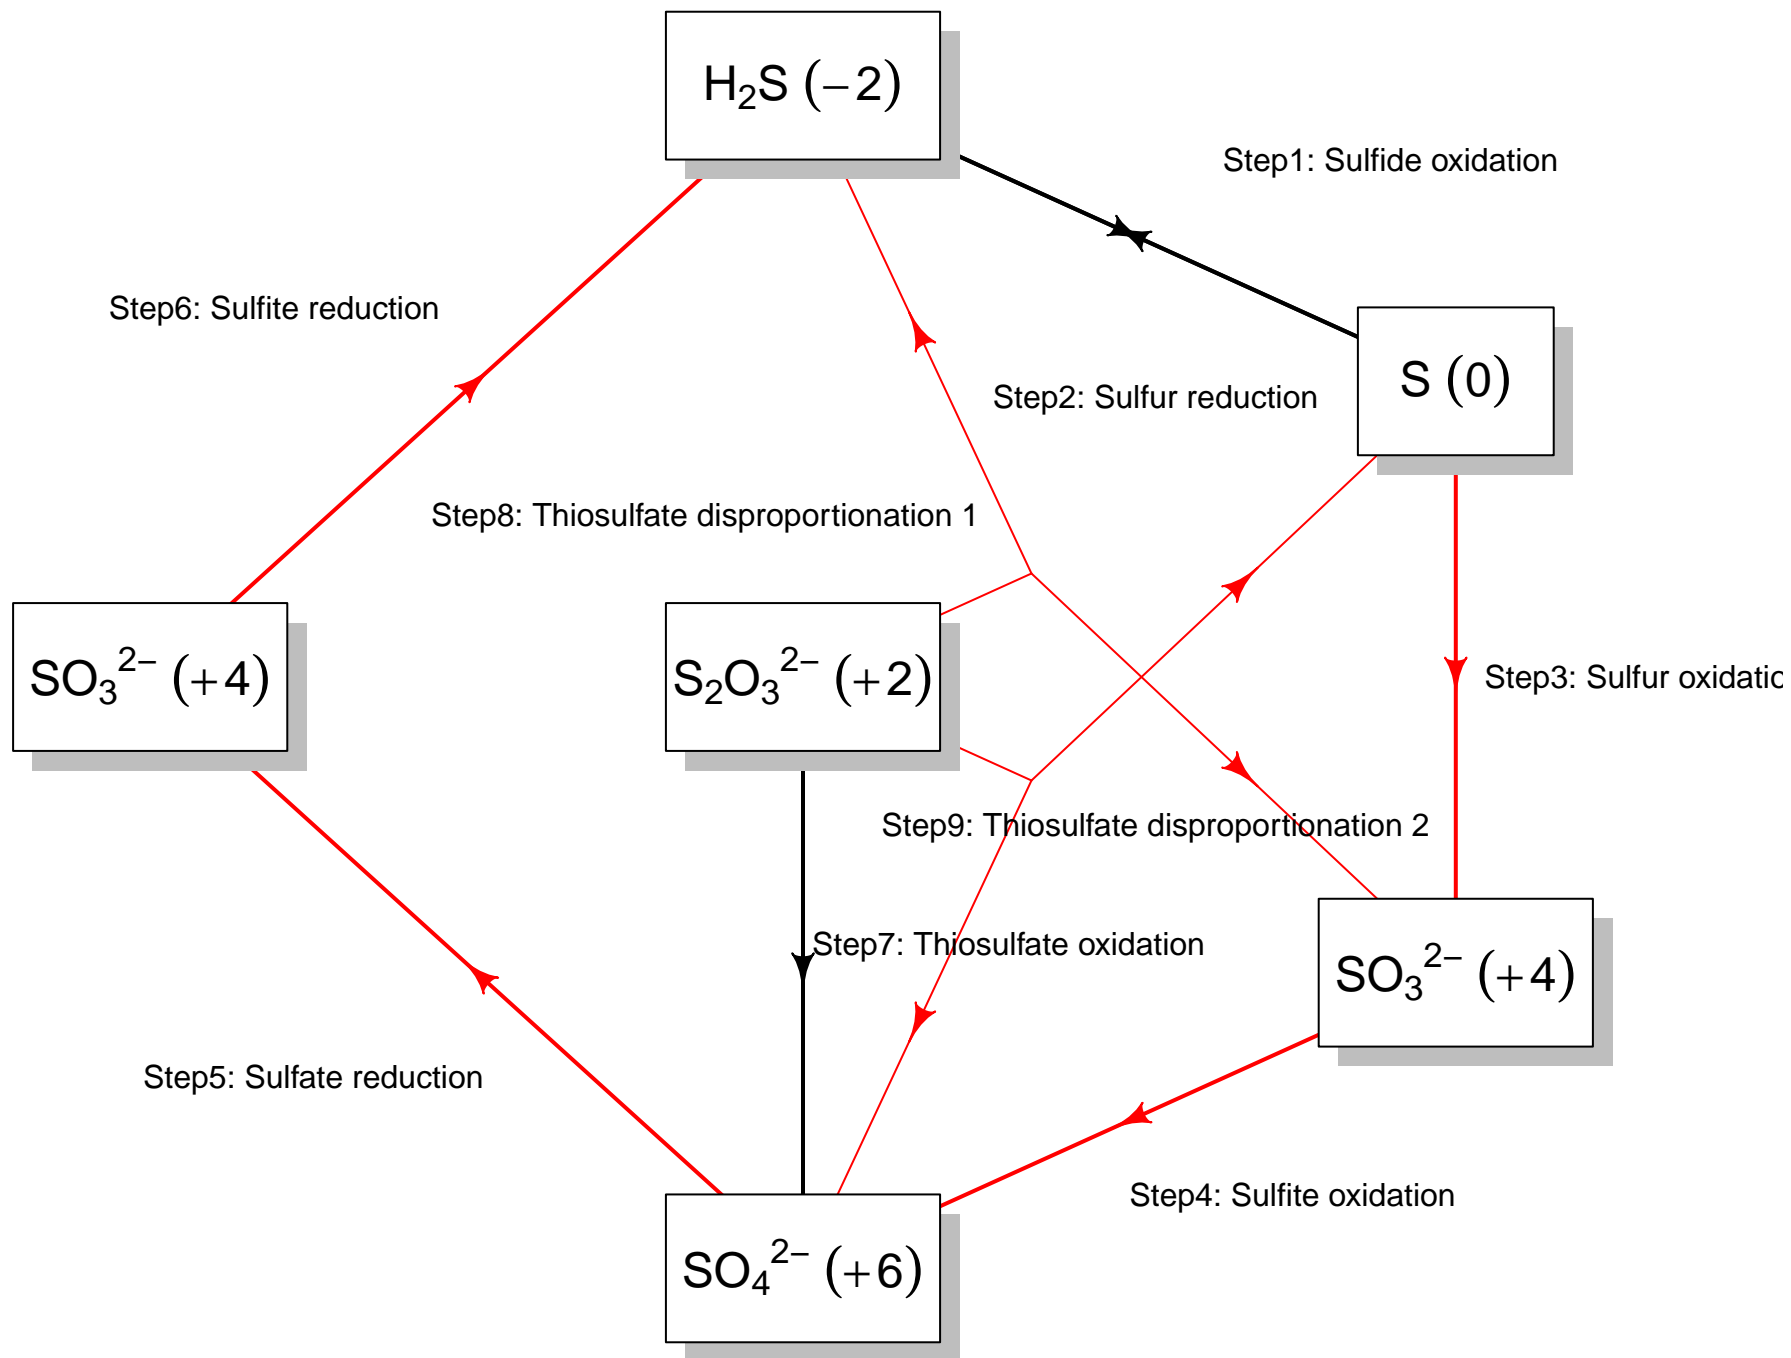 H₂S (−2)
Step1: Sulfide oxidation
Step6: Sulfite reduction
S (0)
Step2: Sulfur reduction
Step8: Thiosulfate disproportionation 1
SO₃²⁻ (+4)
S₂O₃²⁻ (+2)
Step3: Sulfur oxidatio
Step9: Thiosulfate disproportionation 2
Step7: Thiosulfate oxidation
SO₃²⁻ (+4)
Step5: Sulfate reduction
Step4: Sulfite oxidation
SO₄²⁻ (+6)